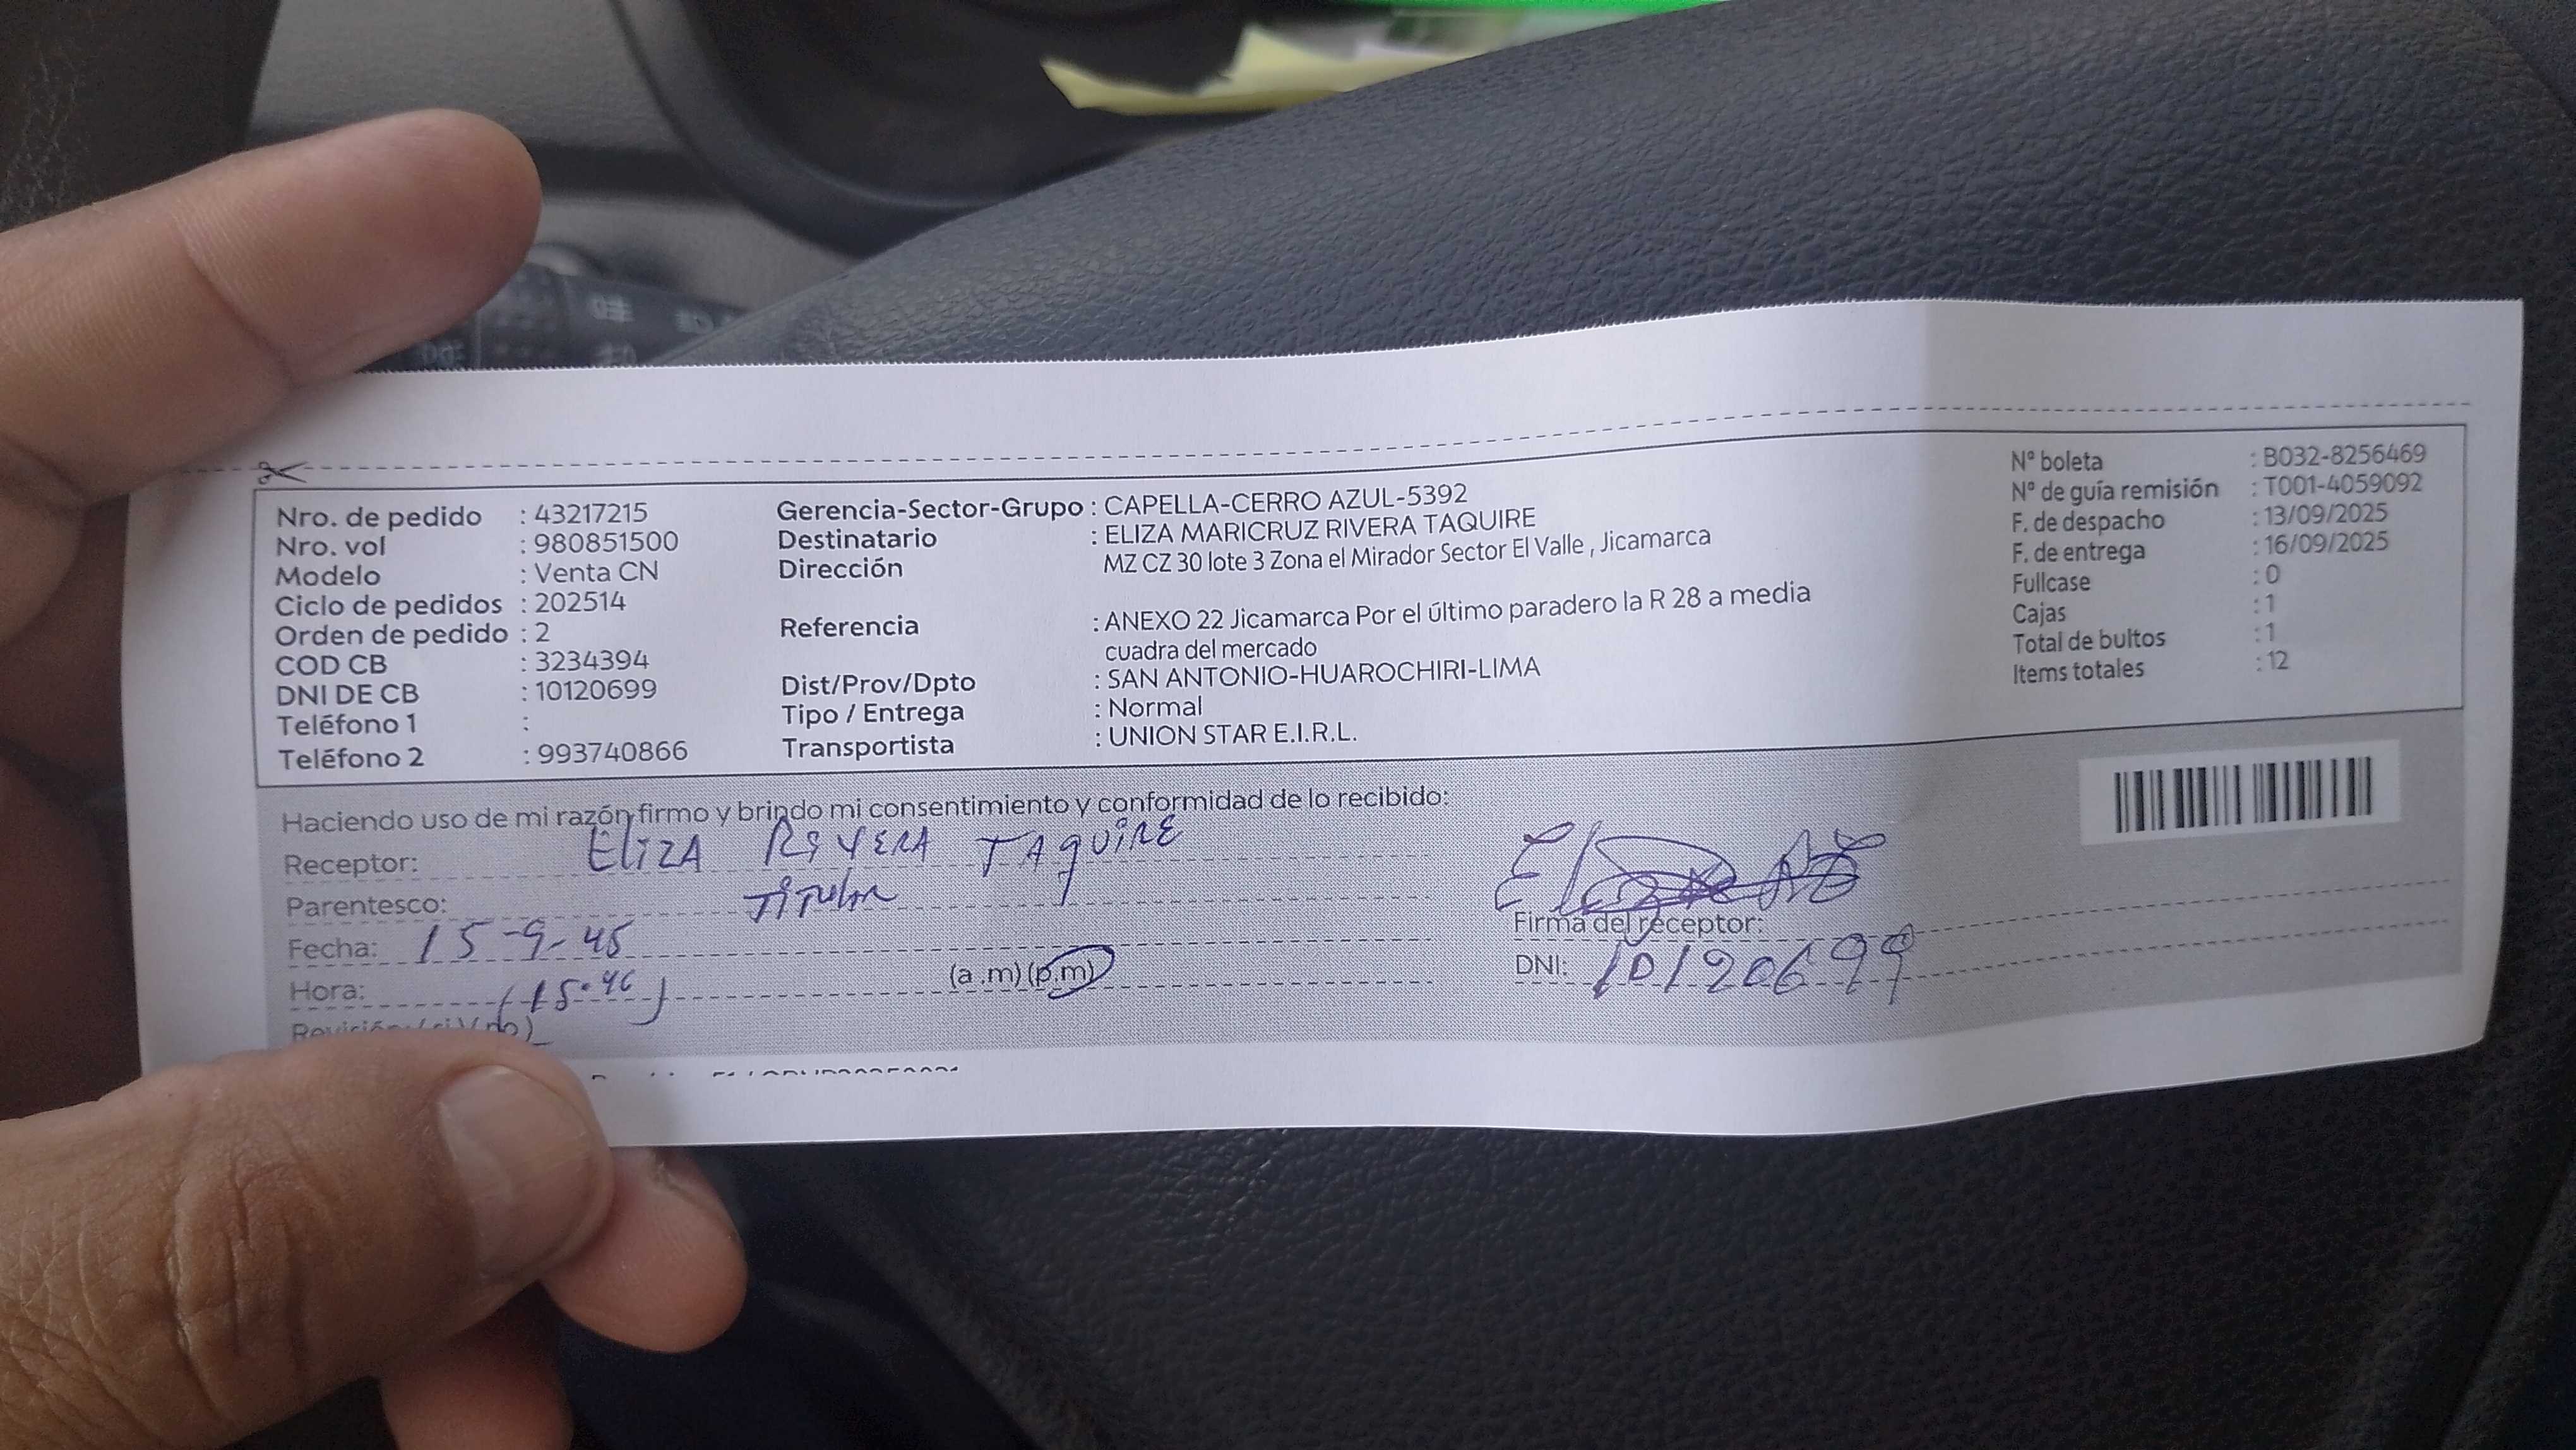 Nro. de pedido : 43217215
Nro. vol : 980851500
Modelo : Venta CN
Ciclo de pedidos : 202514
Orden de pedido : 2
COD CB : 3234394
DNI DE CB : 10120699
Teléfono 1 :
Teléfono 2 : 993740866
Gerencia-Sector-Grupo : CAPELLA-CERRO AZUL-5392
Destinatario : ELIZA MARICRUZ RIVERA TAQUIRE
Dirección MZ CZ 30 lote 3 Zona el Mirador Sector El Valle , Jicamarca
Referencia : ANEXO 22 Jicamarca Por el último paradero la R 28 a media
cuadra del mercado
Dist/Prov/Dpto : SAN ANTONIO-HUAROCHIRI-LIMA
Tipo / Entrega : Normal
Transportista : UNION STAR E.I.R.L.
Nº boleta : B032-8256469
Nº de guía remisión : T001-4059092
F. de despacho : 13/09/2025
F. de entrega : 16/09/2025
Fullcase : 0
Cajas : 1
Total de bultos : 1
Items totales : 12
Haciendo uso de mi razón firmo y brindo mi consentimiento y conformidad de lo recibido:
Receptor: ELIZA RIVERA TAQUIRE
Parentesco: Titular
Fecha: 15-9-45
Hora: (15:46) (a.m) (p.m)
Firma del receptor:
DNI: 10120699
Revisión: (si) (no)